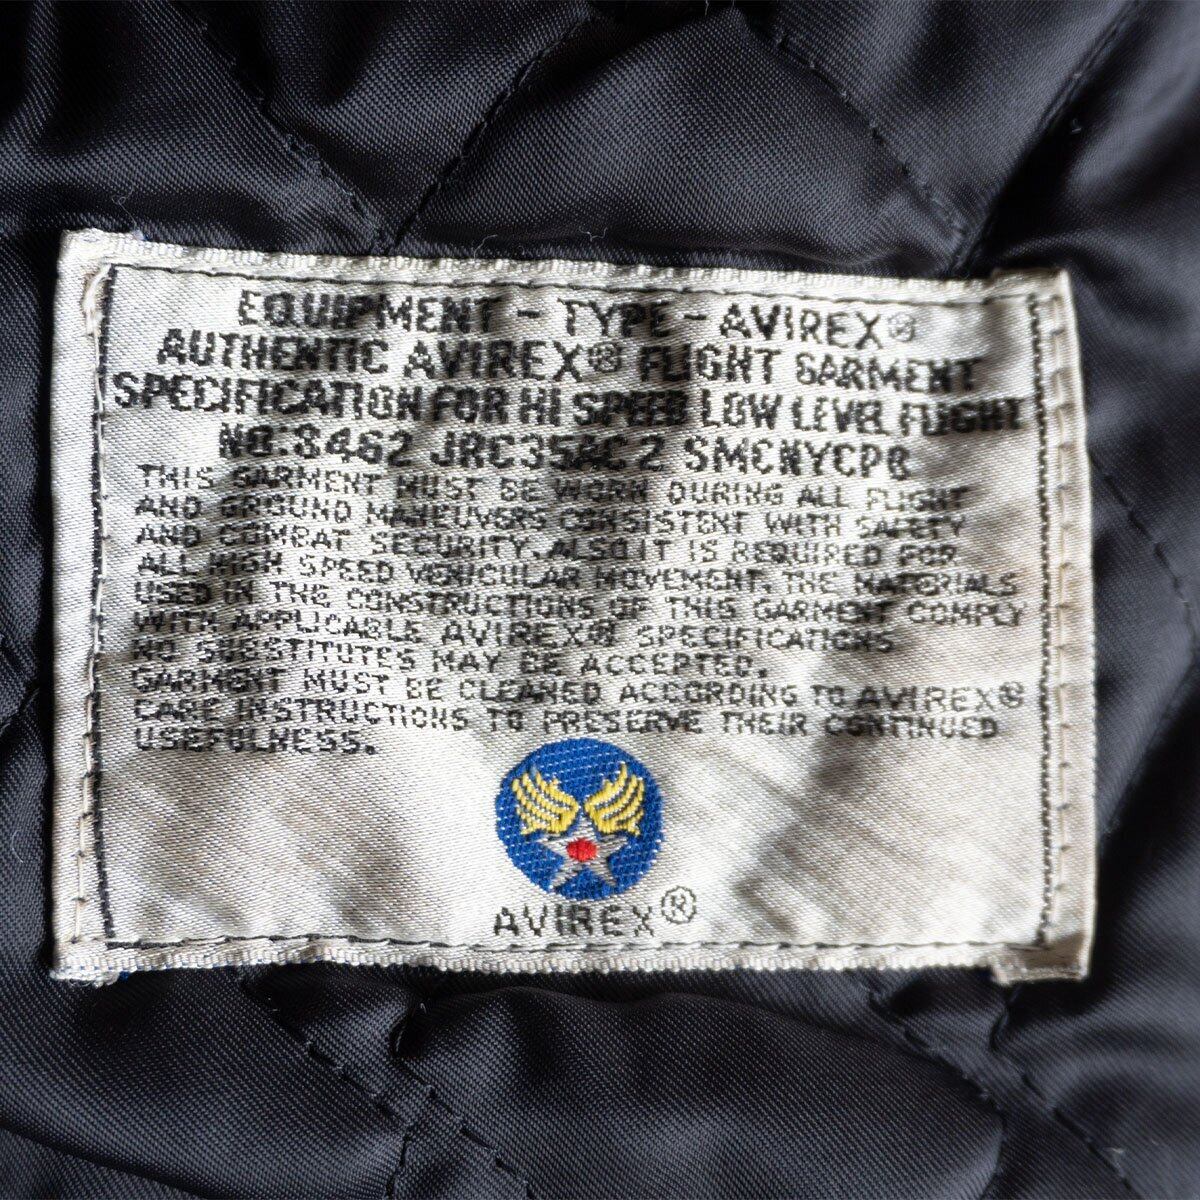 EQUIPMENT - TYPE - AVIREX®
AUTHENTIC AVIREX® FLIGHT GARMENT
SPECIFICATION FOR HI SPEED LOW LEVEL FLIGHT
NO:8462 JRC35AC2 SMCNYCP8
THIS GARMENT MUST BE WORN DURING ALL FLIGHT
AND GROUND MANEUVERS CONSISTENT WITH SAFETY
AND COMBAT SECURITY. ALSO IT IS REQUIRED FOR
ALL HIGH SPEED VEHICULAR MOVEMENT. THE MATERIALS
USED IN THE CONSTRUCTIONS OF THIS GARMENT COMPLY
WITH APPLICABLE AVIREX® SPECIFICATIONS
NO SUBSTITUTES MAY BE ACCEPTED.
GARMENT MUST BE CLEANED ACCORDING TO AVIREX®
CARE INSTRUCTIONS TO PRESERVE THEIR CONTINUED
USEFULNESS.
AVIREX®